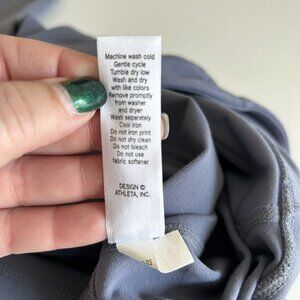 Machine wash cold
Gentle cycle
Tumble dry low
Wash and dry
with like colors
Remove promptly
from washer
and dryer
Wash separately
Cool iron
Do not iron print
Do not dry clean
Do not bleach
Do not use
fabric softener
DESIGN ©
ATHLETA, INC.